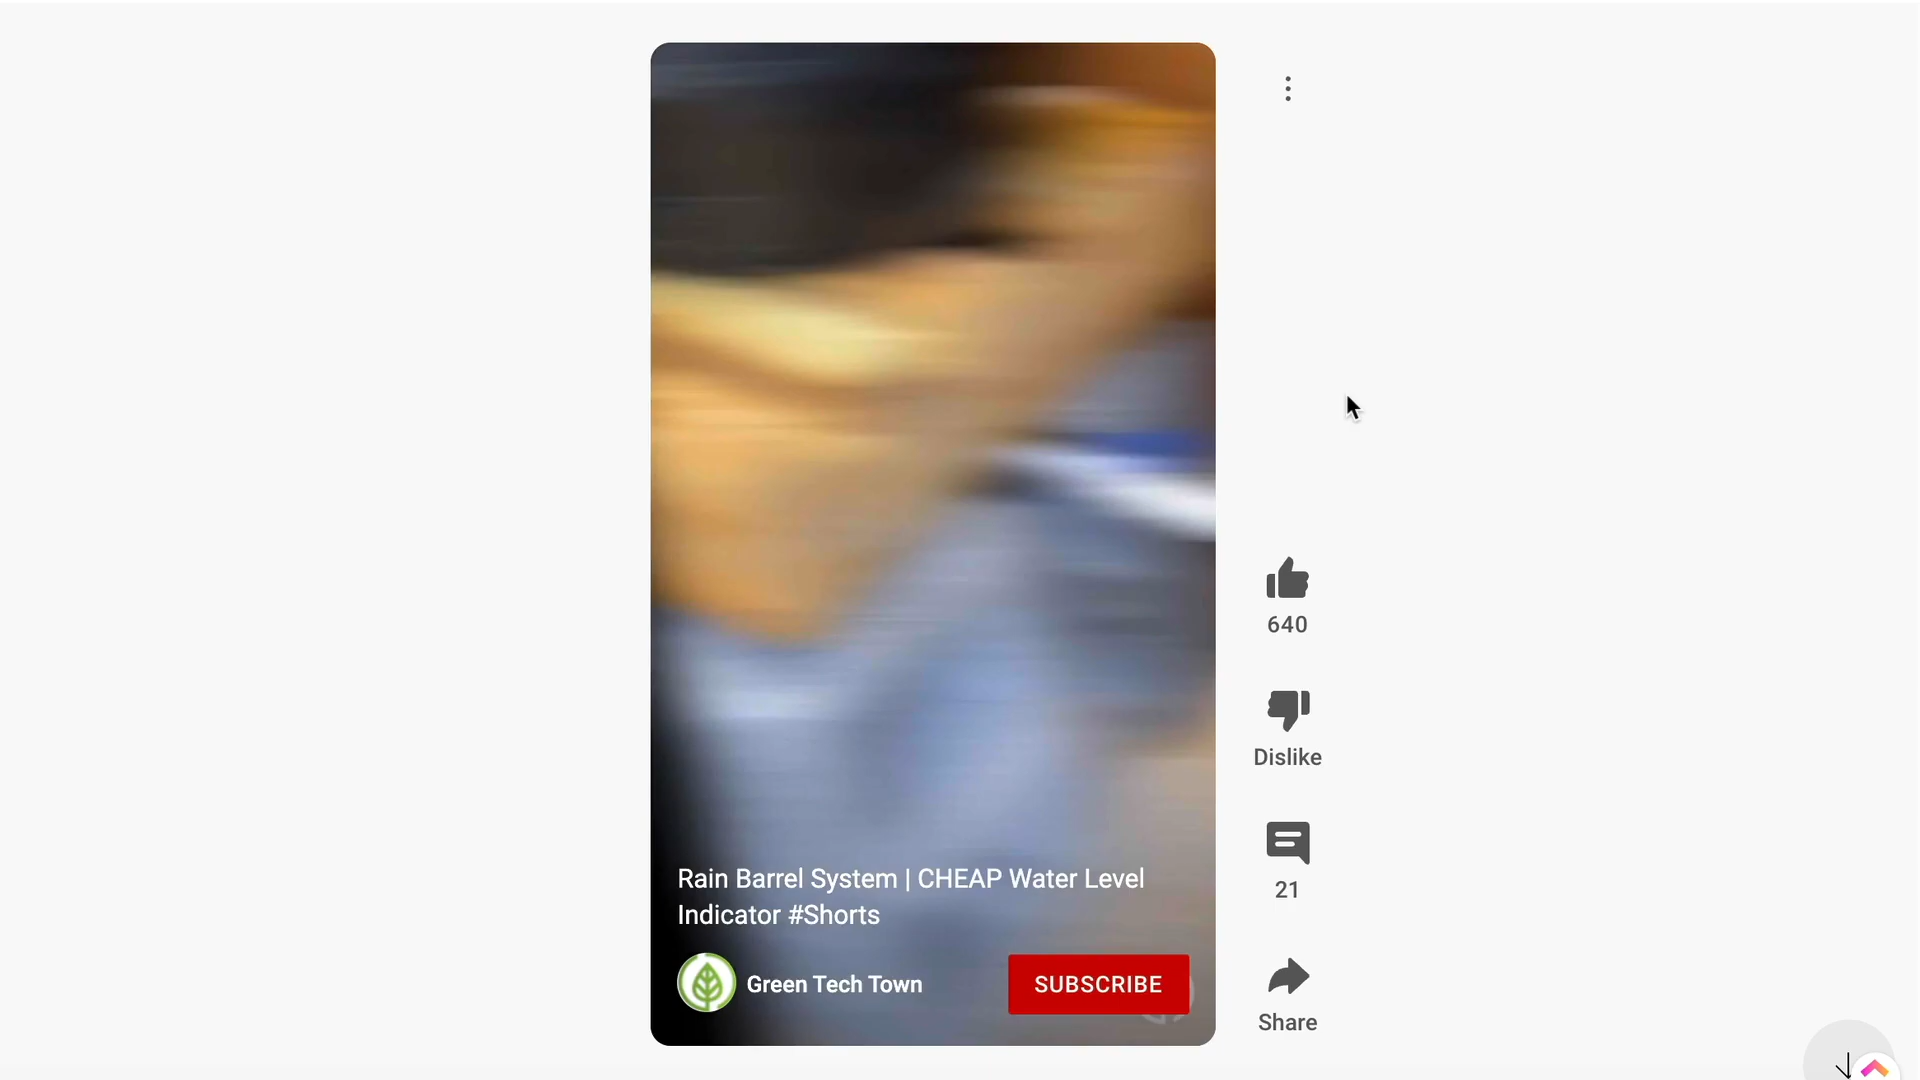 640
Dislike
21
Share
Rain Barrel System | CHEAP Water Level
Indicator #Shorts
Green Tech Town
SUBSCRIBE